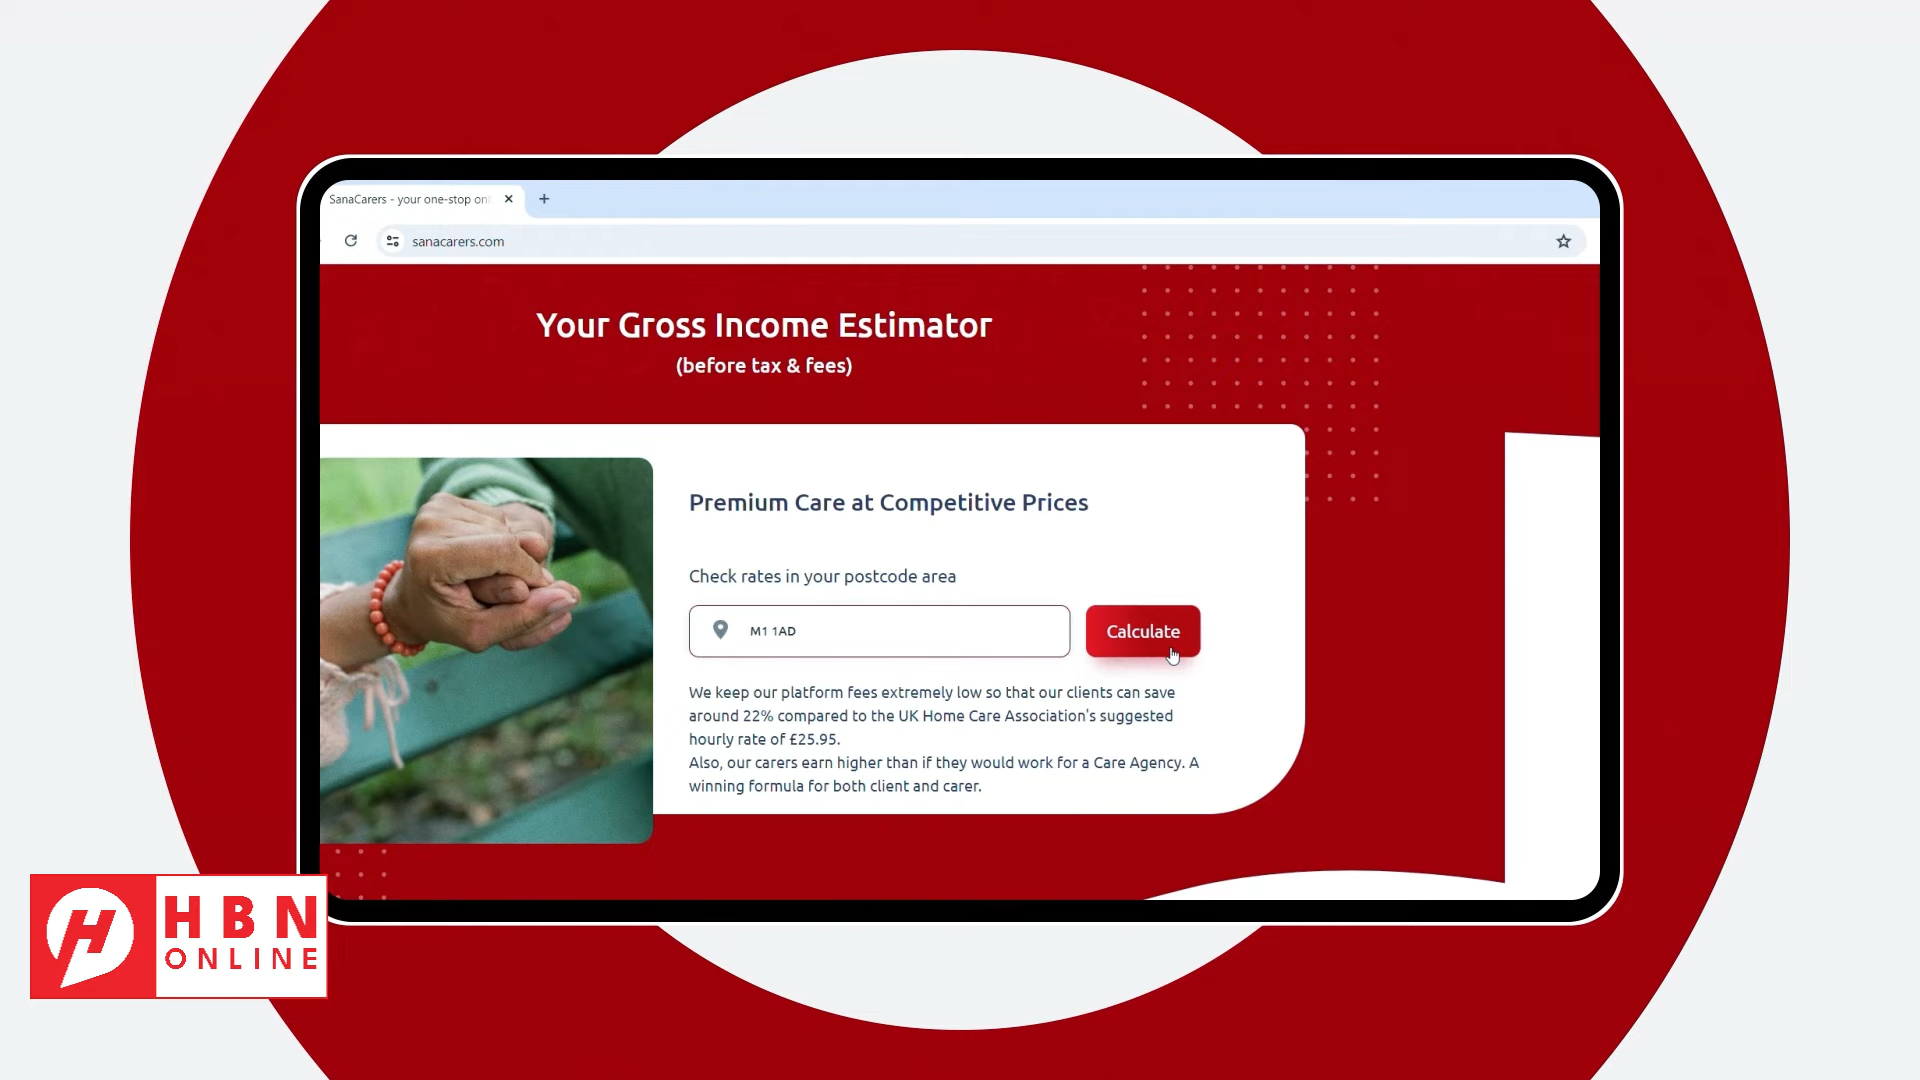 SanaCarers - your one-stop onl
sanacarers.com
Your Gross Income Estimator
(before tax & fees)
Premium Care at Competitive Prices
Check rates in your postcode area
M1 1AD
Calculate
We keep our platform fees extremely low so that our clients can save
around 22% compared to the UK Home Care Association's suggested
hourly rate of £25.95.
Also, our carers earn higher than if they would work for a Care Agency. A
winning formula for both client and carer.
H HBN
ONLINE